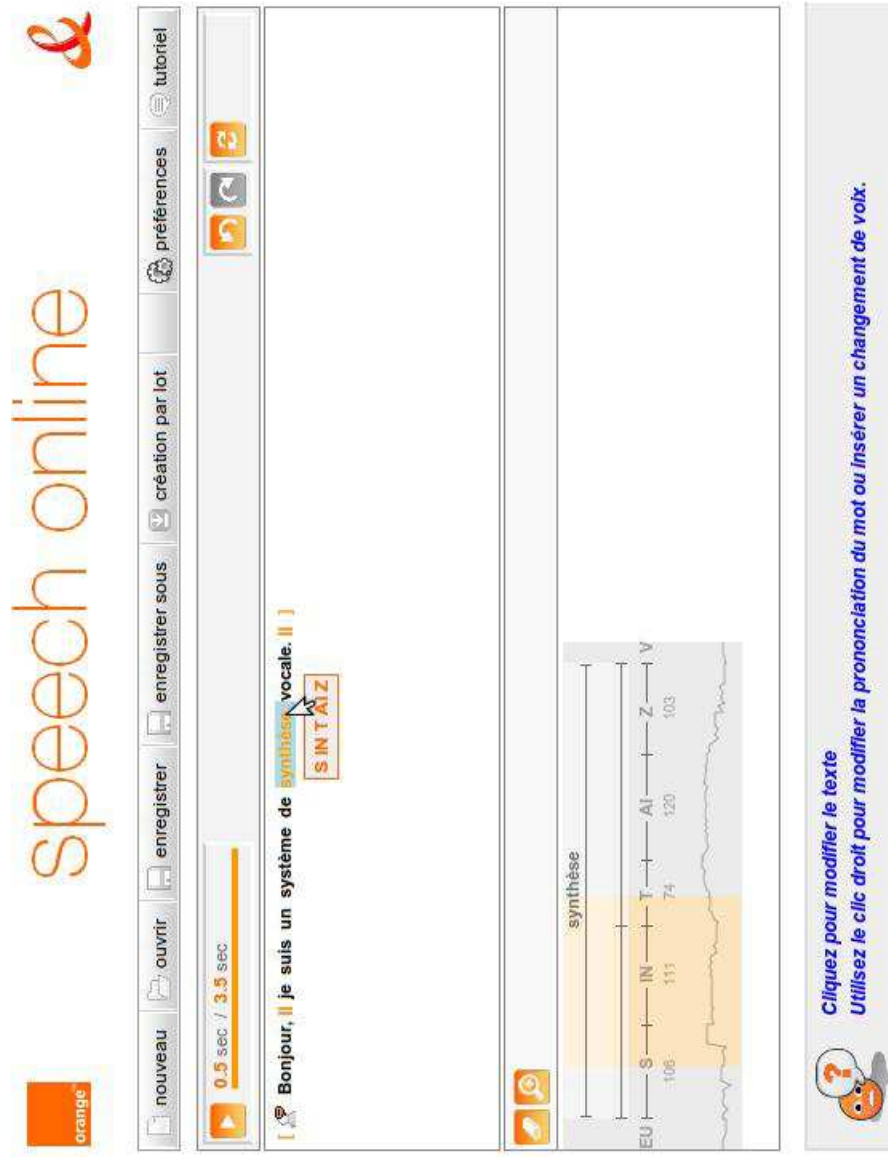 orange™
speech online
nouveau ouvrir enregistrer enregistrer sous création par lot préférences tutoriel
0.5 sec / 3.5 sec
[ Bonjour, II je suis un système de synthèse vocale. II ]
S IN T AI Z
synthèse
EU S IN T AI Z V
106 111 74 120 103
?
Cliquez pour modifier le texte
Utilisez le clic droit pour modifier la prononciation du mot ou insérer un changement de voix.